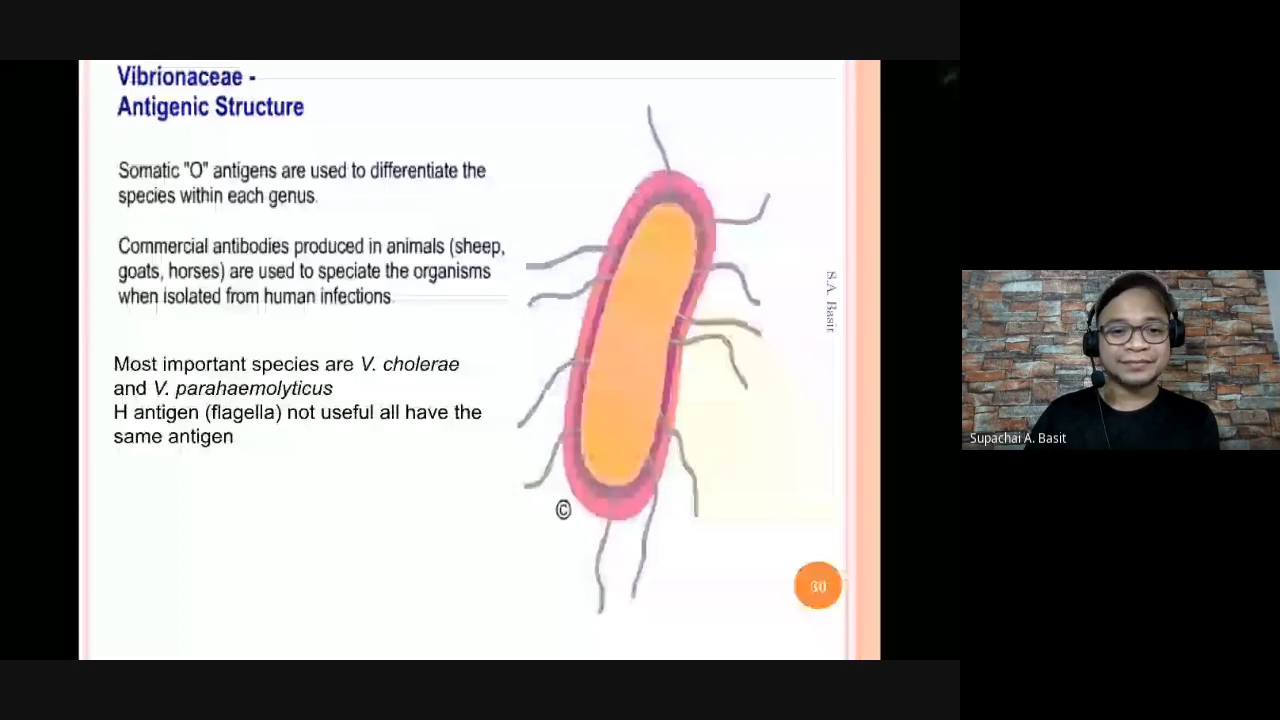 Vibrionaceae -
Antigenic Structure
Somatic "O" antigens are used to differentiate the
species within each genus.
Commercial antibodies produced in animals (sheep,
goats, horses) are used to speciate the organisms
when isolated from human infections.
Most important species are V. cholerae
and V. parahaemolyticus
H antigen (flagella) not useful all have the
same antigen
©
S.A. Basit
30
Supachai A. Basit